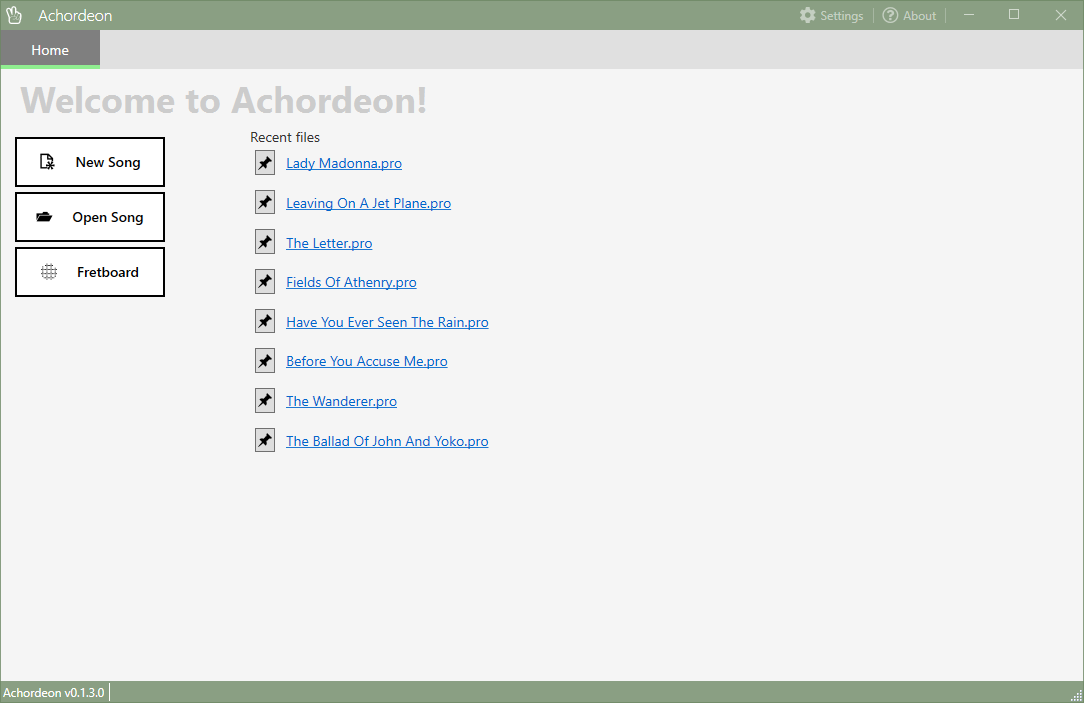 Achordeon
Settings
About
Home
Welcome to Achordeon!
New Song
Open Song
Fretboard
Recent files
Lady Madonna.pro
Leaving On A Jet Plane.pro
The Letter.pro
Fields Of Athenry.pro
Have You Ever Seen The Rain.pro
Before You Accuse Me.pro
The Wanderer.pro
The Ballad Of John And Yoko.pro
Achordeon v0.1.3.0